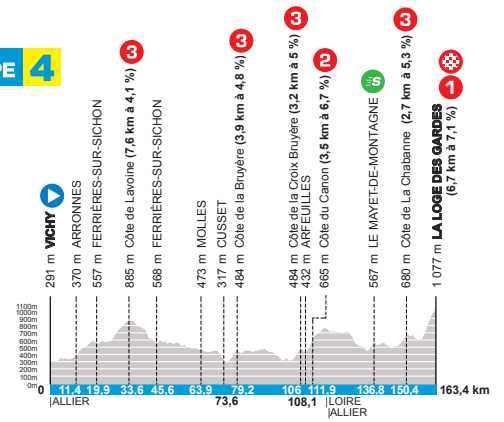 PE 4
291 m VICHY
370 m ARRONNES
557 m FERRIÈRES-SUR-SICHON
3
885 m Côte de Lavoine (7,6 km à 4,1 %)
568 m FERRIÈRES-SUR-SICHON
473 m MOLLES
317 m CUSSET
3
484 m Côte de la Bruyère (3,9 km à 4,8 %)
3
484 m Côte de la Croix Bruyère (3,2 km à 5 %)
432 m ARFEUILLES
2
665 m Côte du Canon (3,5 km à 6,7 %)
S
567 m LE MAYET-DE-MONTAGNE
3
680 m Côte de La Chabanne (2,7 km à 5,3 %)
1
1 077 m LA LOGE DES GARDES
(6,7 km à 7,1 %)
1100m
1000m
900m
800m
700m
600m
500m
400m
300m
200m
100m
0m
0 11,4 19,9 33,6 45,6 63,9 79,2 106 111,9 136,8 150,4 163,4 km
73,6 108,1
ALLIER
LOIRE
ALLIER